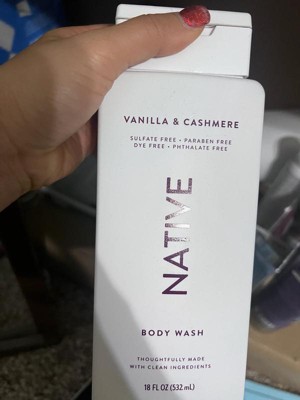 VANILLA & CASHMERE
SULFATE FREE • PARABEN FREE
DYE FREE • PHTHALATE FREE
NATIVE
BODY WASH
THOUGHTFULLY MADE
WITH CLEAN INGREDIENTS
18 FL OZ (532 mL)